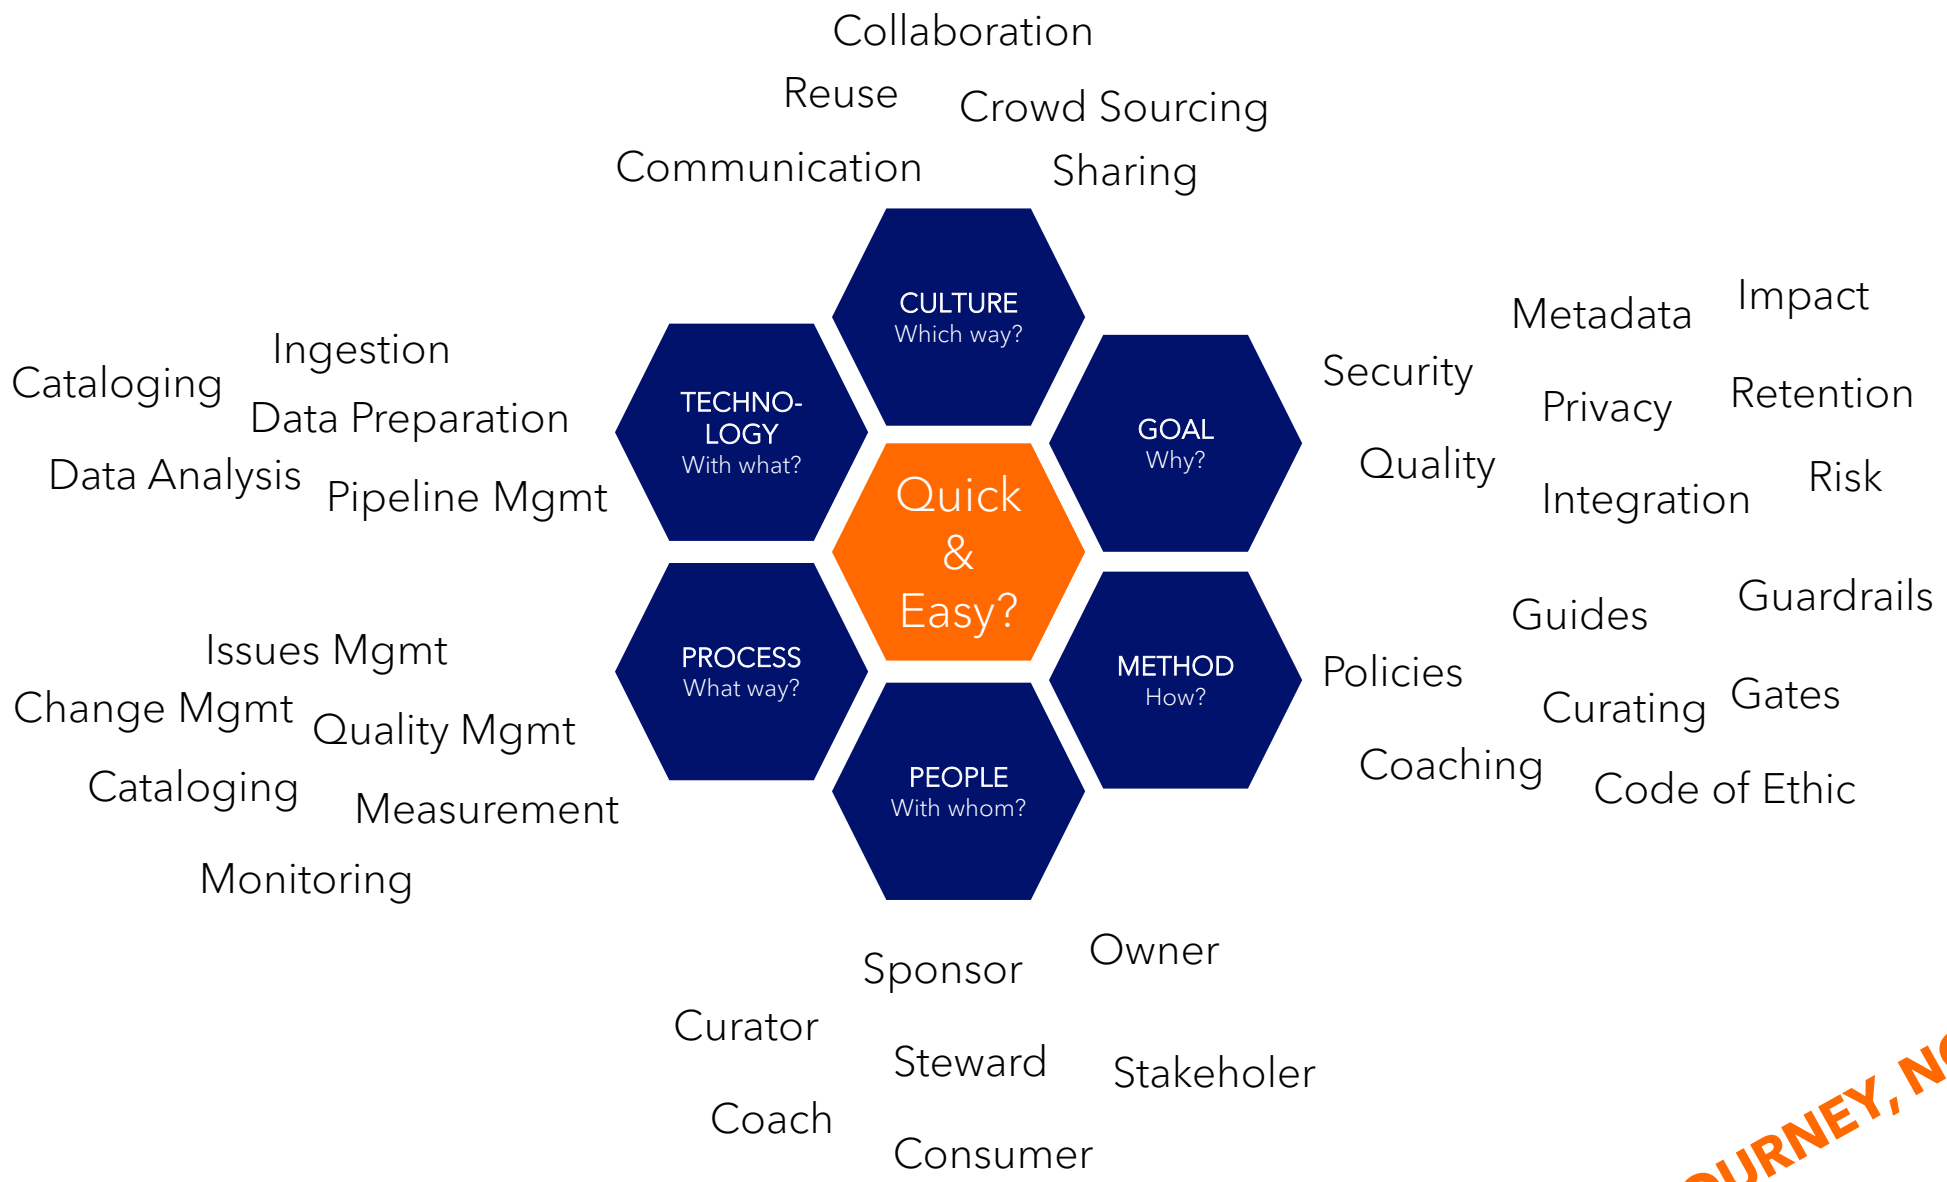 Collaboration
Reuse
Crowd Sourcing
Communication
Sharing
CULTURE
Which way?
Ingestion
Cataloging
Data Preparation
Data Analysis
Pipeline Mgmt
TECHNO-
LOGY
With what?
GOAL
Why?
Metadata
Impact
Security
Privacy
Retention
Quality
Integration
Risk
Quick
&
Easy?
Issues Mgmt
Change Mgmt
Quality Mgmt
Cataloging
Measurement
Monitoring
PROCESS
What way?
METHOD
How?
Guides
Guardrails
Policies
Curating
Gates
Coaching
Code of Ethic
PEOPLE
With whom?
Sponsor
Owner
Curator
Steward
Stakeholer
Coach
Consumer